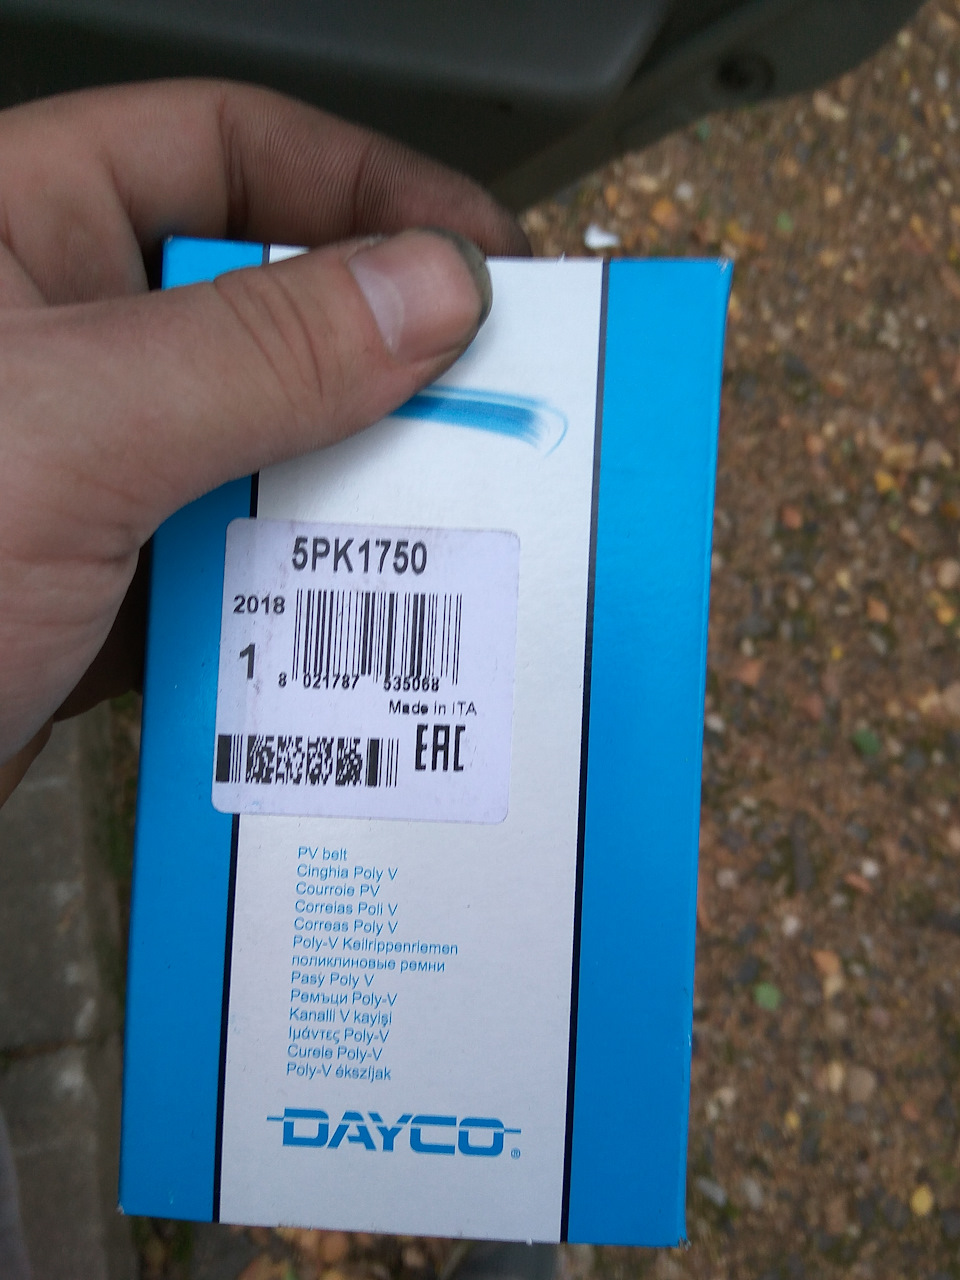 5PK1750
2018
1
8 021787 535068
Made in ITA
EAC
PV belt
Cinghia Poly V
Courroie PV
Correias Poli V
Correas Poly V
Poly-V Keilrippenriemen
поликлиновые ремни
Pasy Poly V
Ремъци Poly-V
Kanalli V kayişi
Ιμάντες Poly-V
Curele Poly-V
Poly-V ékszíjak
DAYCO®